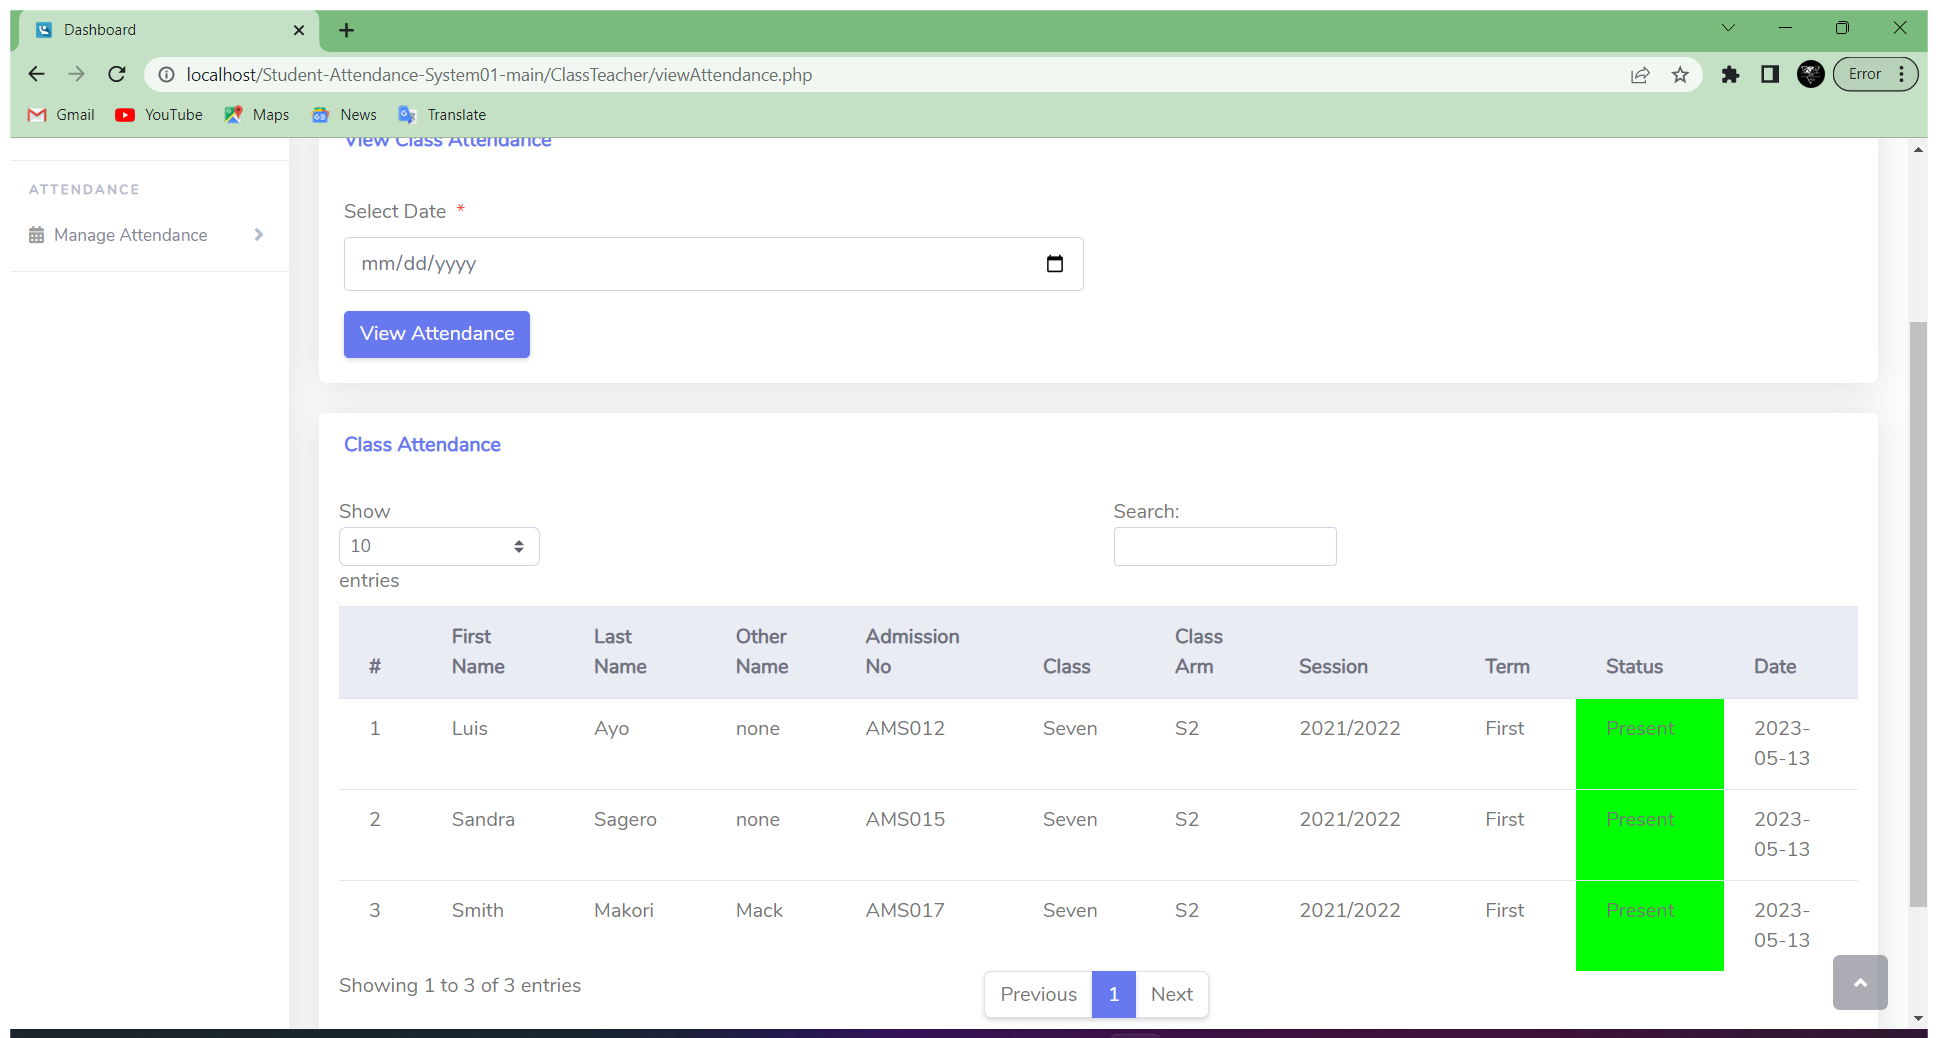 Dashboard
localhost/Student-Attendance-System01-main/ClassTeacher/viewAttendance.php
Error
Gmail YouTube Maps News Translate
View Class Attendance
ATTENDANCE
Manage Attendance
Select Date *
mm/dd/yyyy
View Attendance
Class Attendance
Show
10
entries
Search:
# First Name Last Name Other Name Admission No Class Class Arm Session Term Status Date
1 Luis Ayo none AMS012 Seven S2 2021/2022 First Present 2023-05-13
2 Sandra Sagero none AMS015 Seven S2 2021/2022 First Present 2023-05-13
3 Smith Makori Mack AMS017 Seven S2 2021/2022 First Present 2023-05-13
Showing 1 to 3 of 3 entries
Previous 1 Next